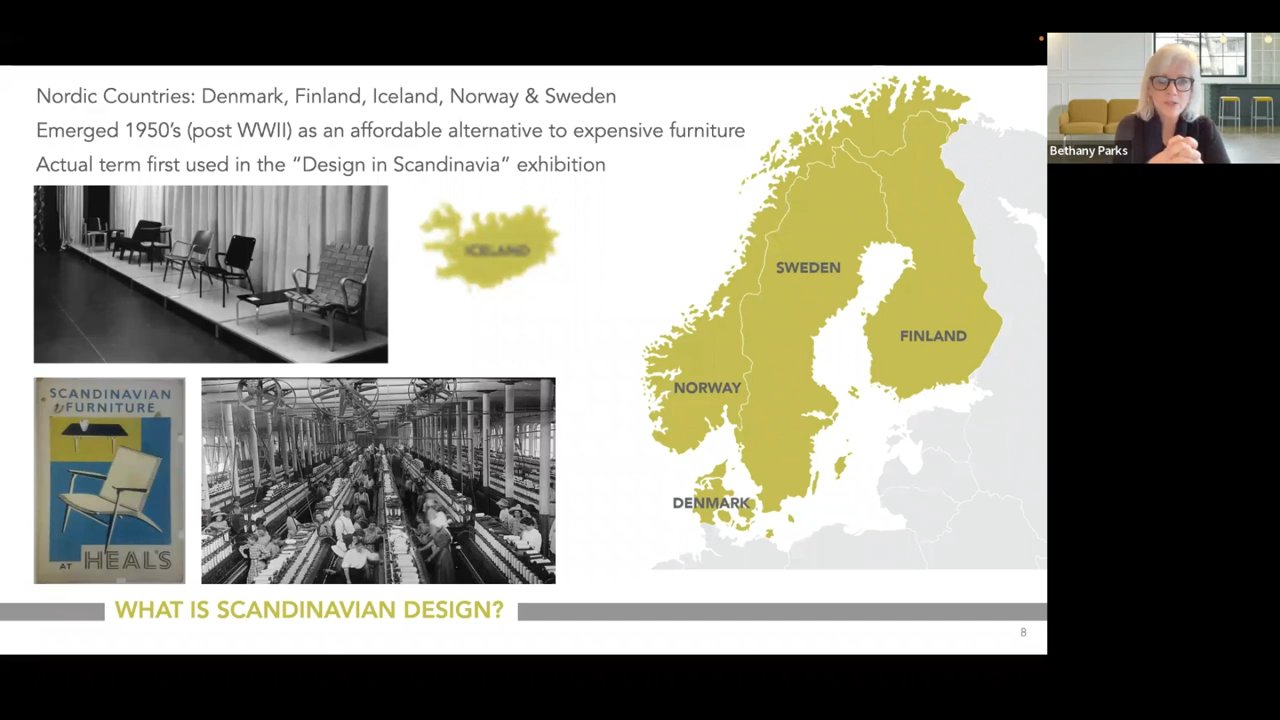 Nordic Countries: Denmark, Finland, Iceland, Norway & Sweden
Emerged 1950's (post WWII) as an affordable alternative to expensive furniture
Actual term first used in the “Design in Scandinavia” exhibition
Bethany Parks
ICELAND
SWEDEN
FINLAND
NORWAY
DENMARK
SCANDINAVIAN
FURNITURE
AT HEAL'S
WHAT IS SCANDINAVIAN DESIGN?
8